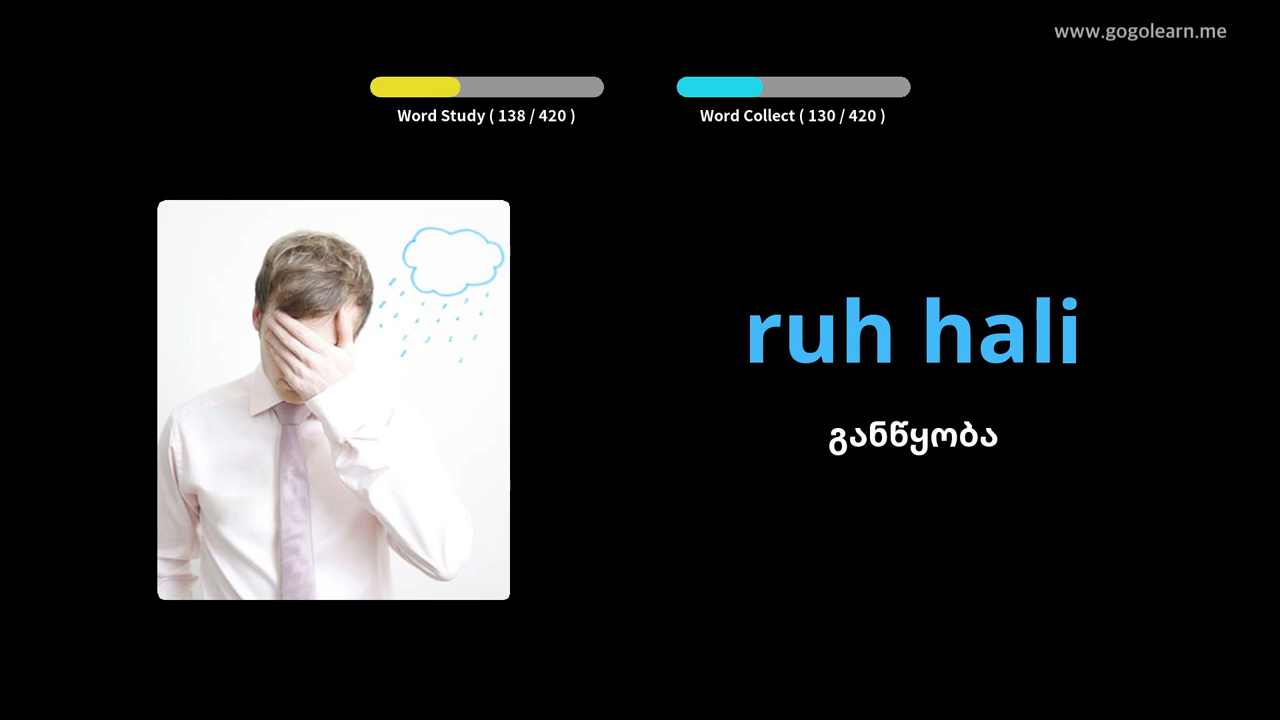 www.gogolearn.me
Word Study ( 138 / 420 )
Word Collect ( 130 / 420 )
ruh hali
განწყობა